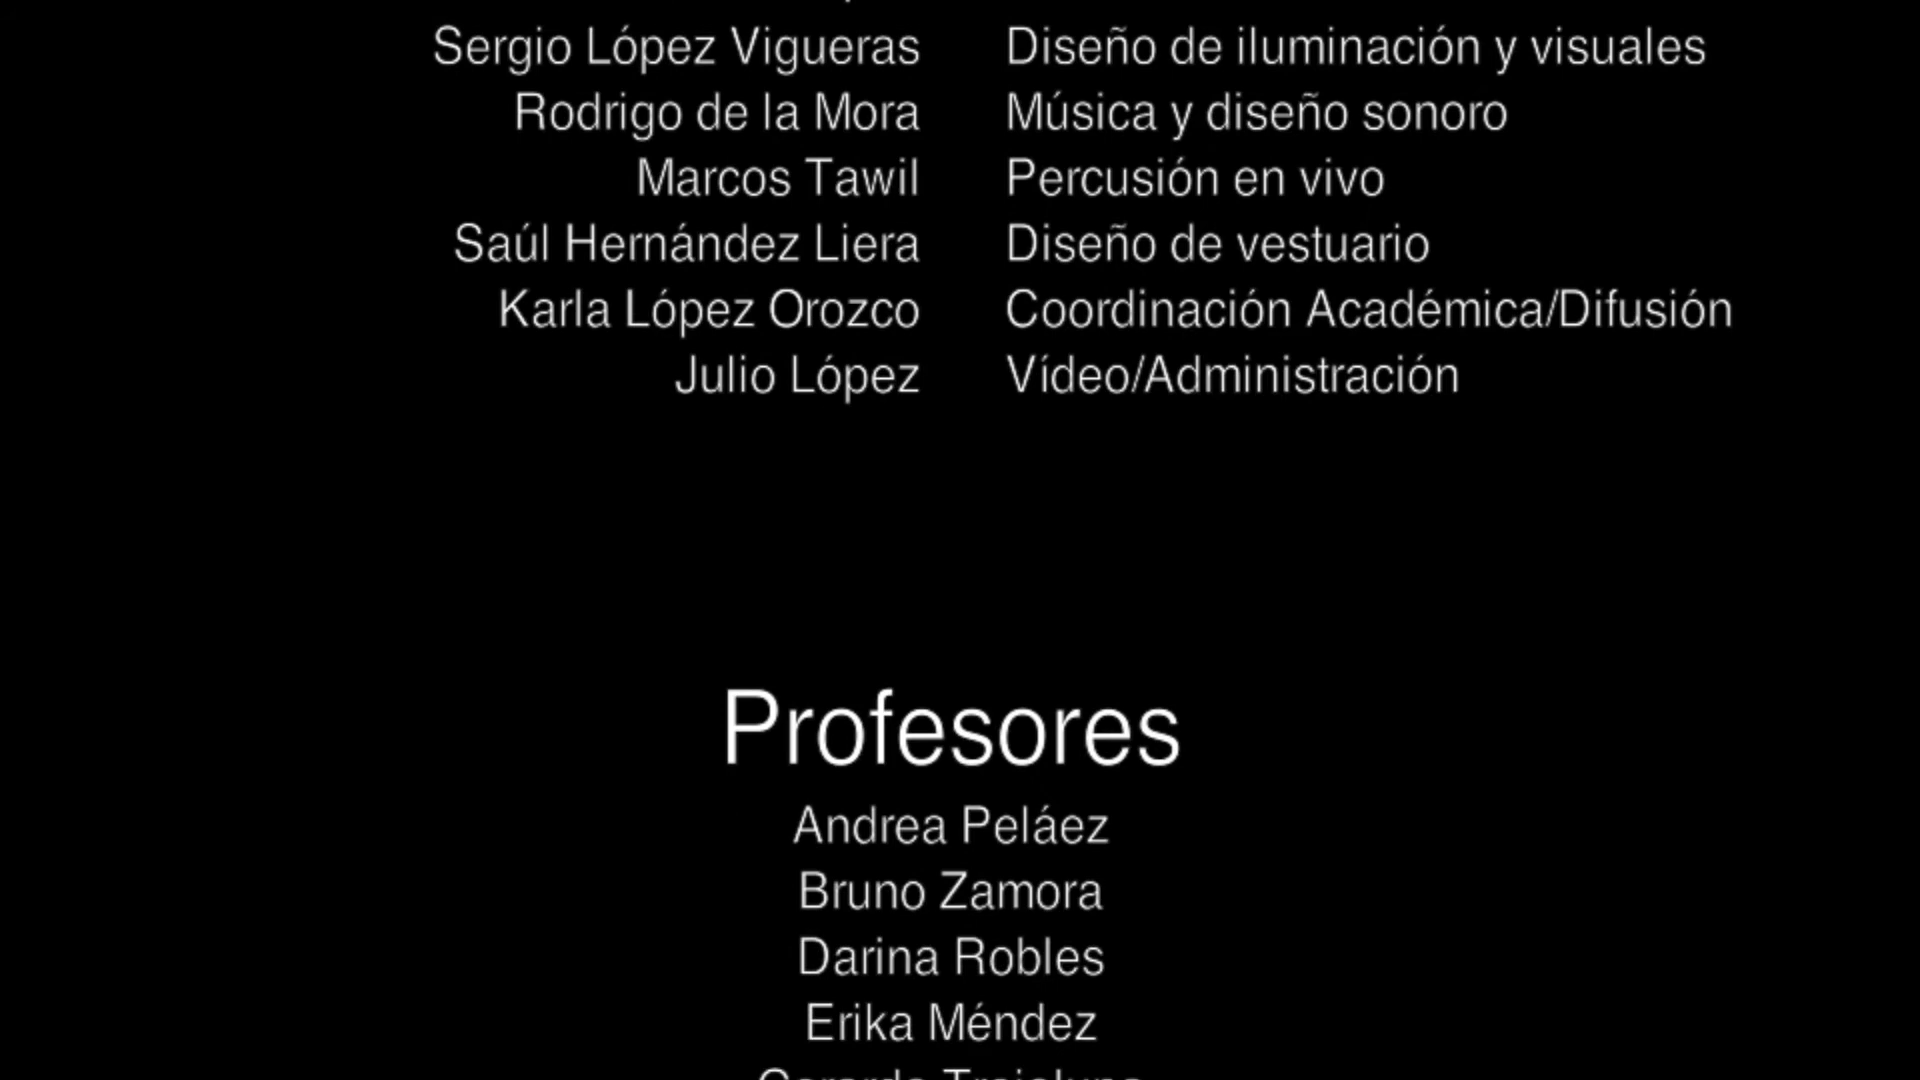 Sergio López Vigueras Diseño de iluminación y visuales
Rodrigo de la Mora Música y diseño sonoro
Marcos Tawil Percusión en vivo
Saúl Hernández Liera Diseño de vestuario
Karla López Orozco Coordinación Académica/Difusión
Julio López Vídeo/Administración
Profesores
Andrea Peláez
Bruno Zamora
Darina Robles
Erika Méndez